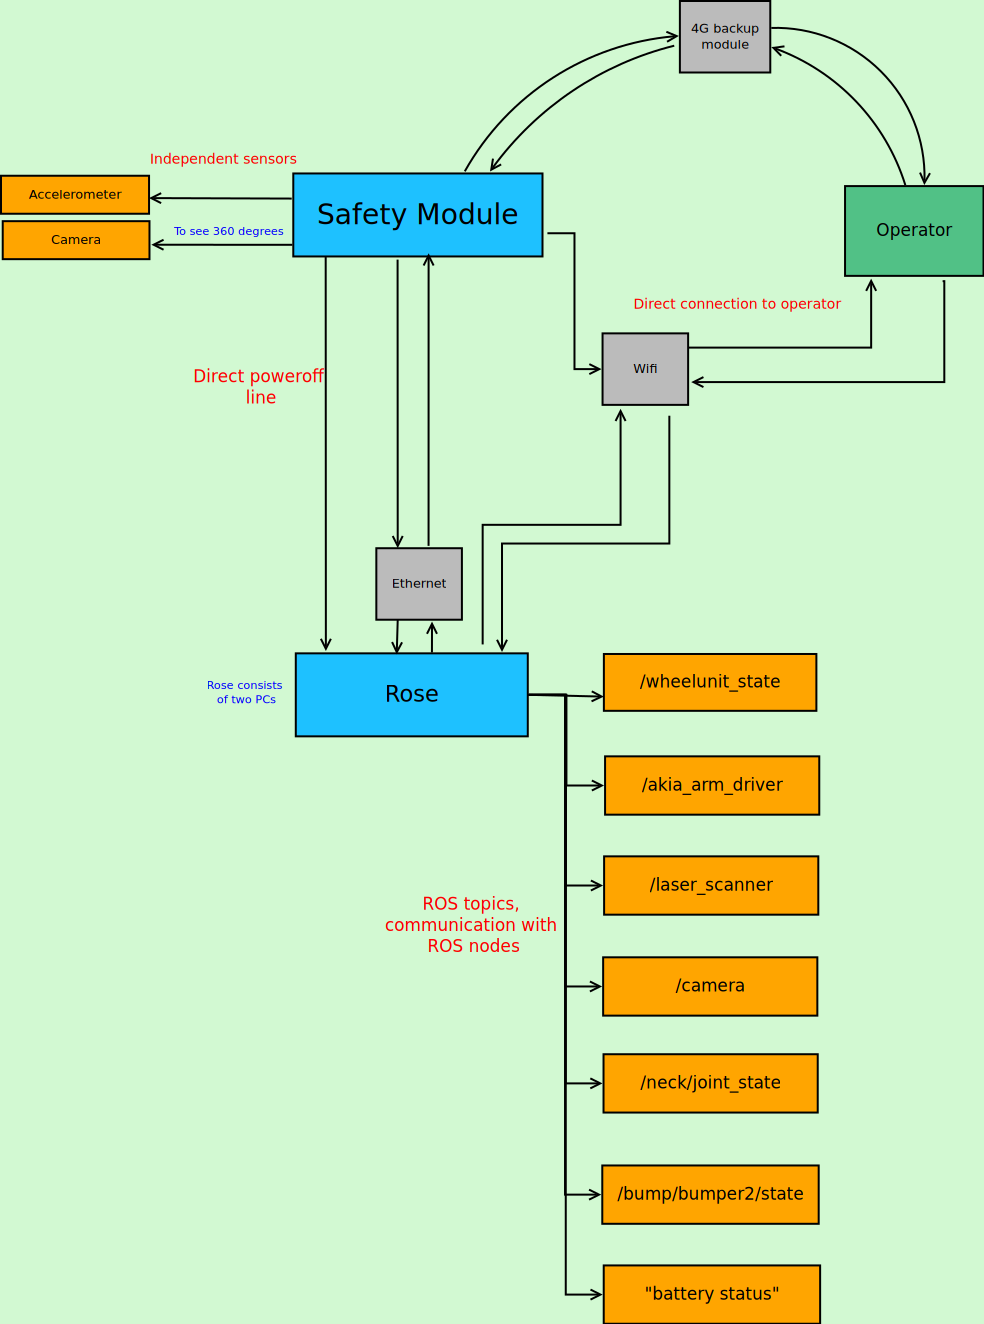 4G backup
module
Independent sensors
Accelerometer
Safety Module
Operator
To see 360 degrees
Camera
Direct connection to operator
Wifi
Direct poweroff
line
Ethernet
Rose consists
of two PCs
Rose
/wheelunit_state
/akia_arm_driver
/laser_scanner
ROS topics,
communication with
ROS nodes
/camera
/neck/joint_state
/bump/bumper2/state
"battery status"